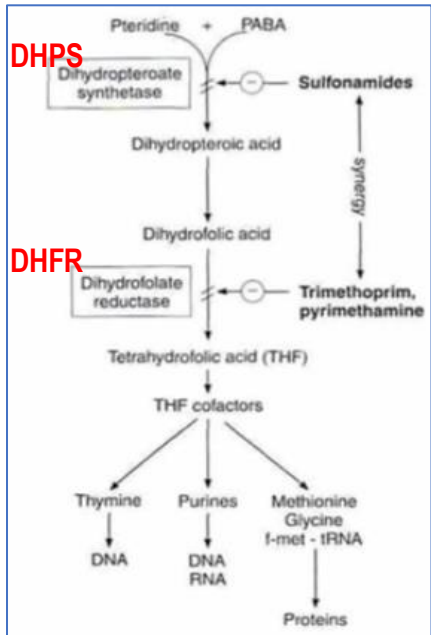 Pteridine + PABA
DHPS
Dihydropteroate
synthetase
−
Sulfonamides
Dihydropteroic acid
synergy
Dihydrofolic acid
DHFR
Dihydrofolate
reductase
−
Trimethoprim,
pyrimethamine
Tetrahydrofolic acid (THF)
THF cofactors
Thymine
Purines
Methionine
Glycine
f-met - tRNA
DNA
DNA
RNA
Proteins